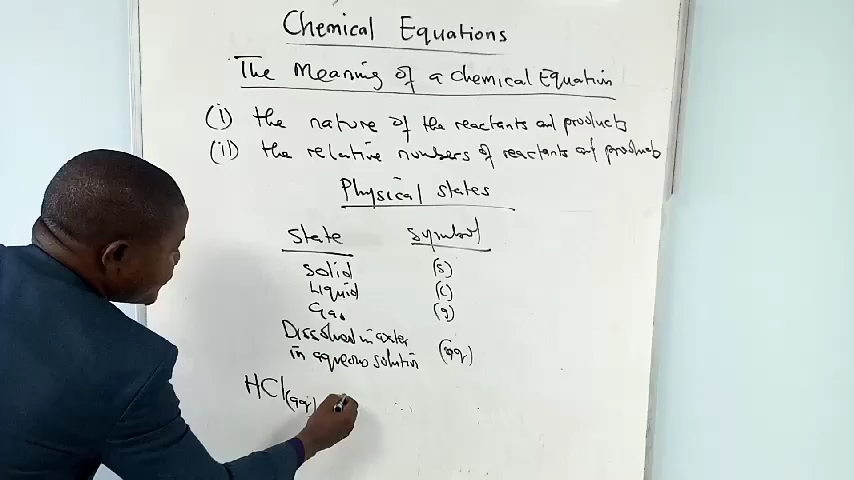 Chemical Equations
The Meaning of a Chemical Equation
(i) the nature of the reactants and products
(ii) the relative numbers of reactants and products
Physical states
State symbol
Solid (s)
Liquid (l)
Gas (g)
Dissolved in water
in aqueous solution (aq)
HCl(aq)